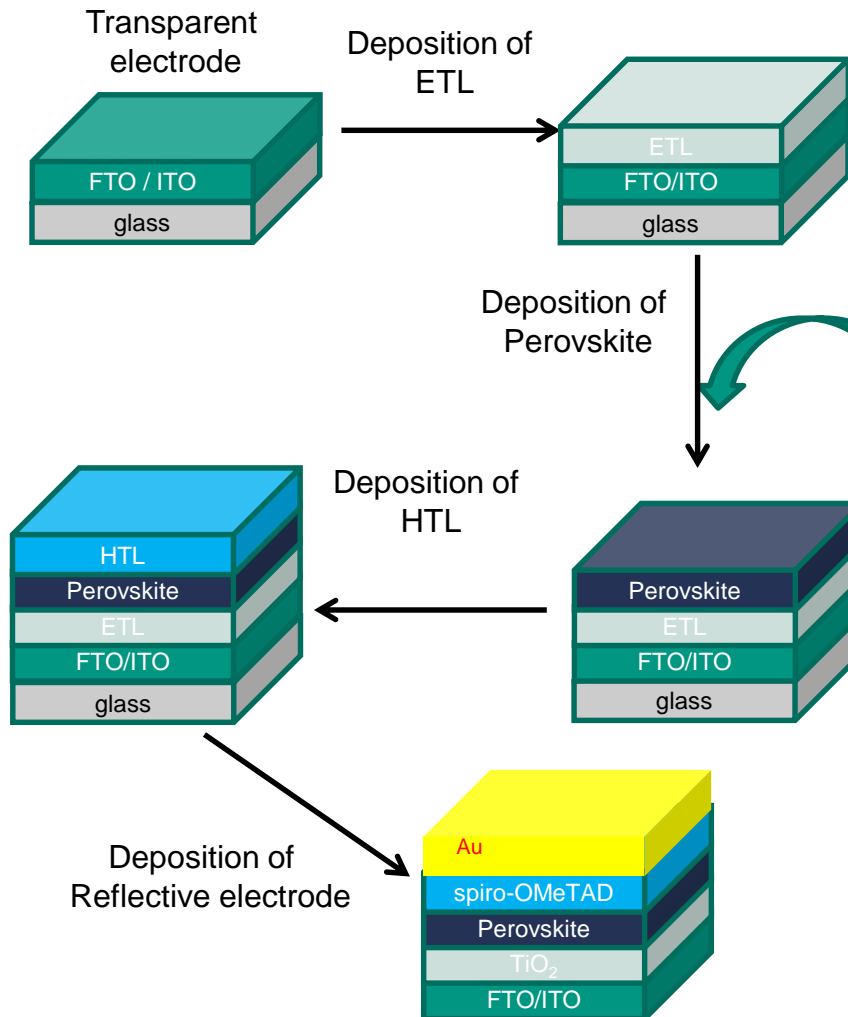 Transparent
electrode
Deposition of
ETL
FTO / ITO
glass
ETL
FTO/ITO
glass
Deposition of
Perovskite
Perovskite
ETL
FTO/ITO
glass
Deposition of
HTL
HTL
Perovskite
ETL
FTO/ITO
glass
Deposition of
Reflective electrode
Au
spiro-OMeTAD
Perovskite
TiO₂
FTO/ITO